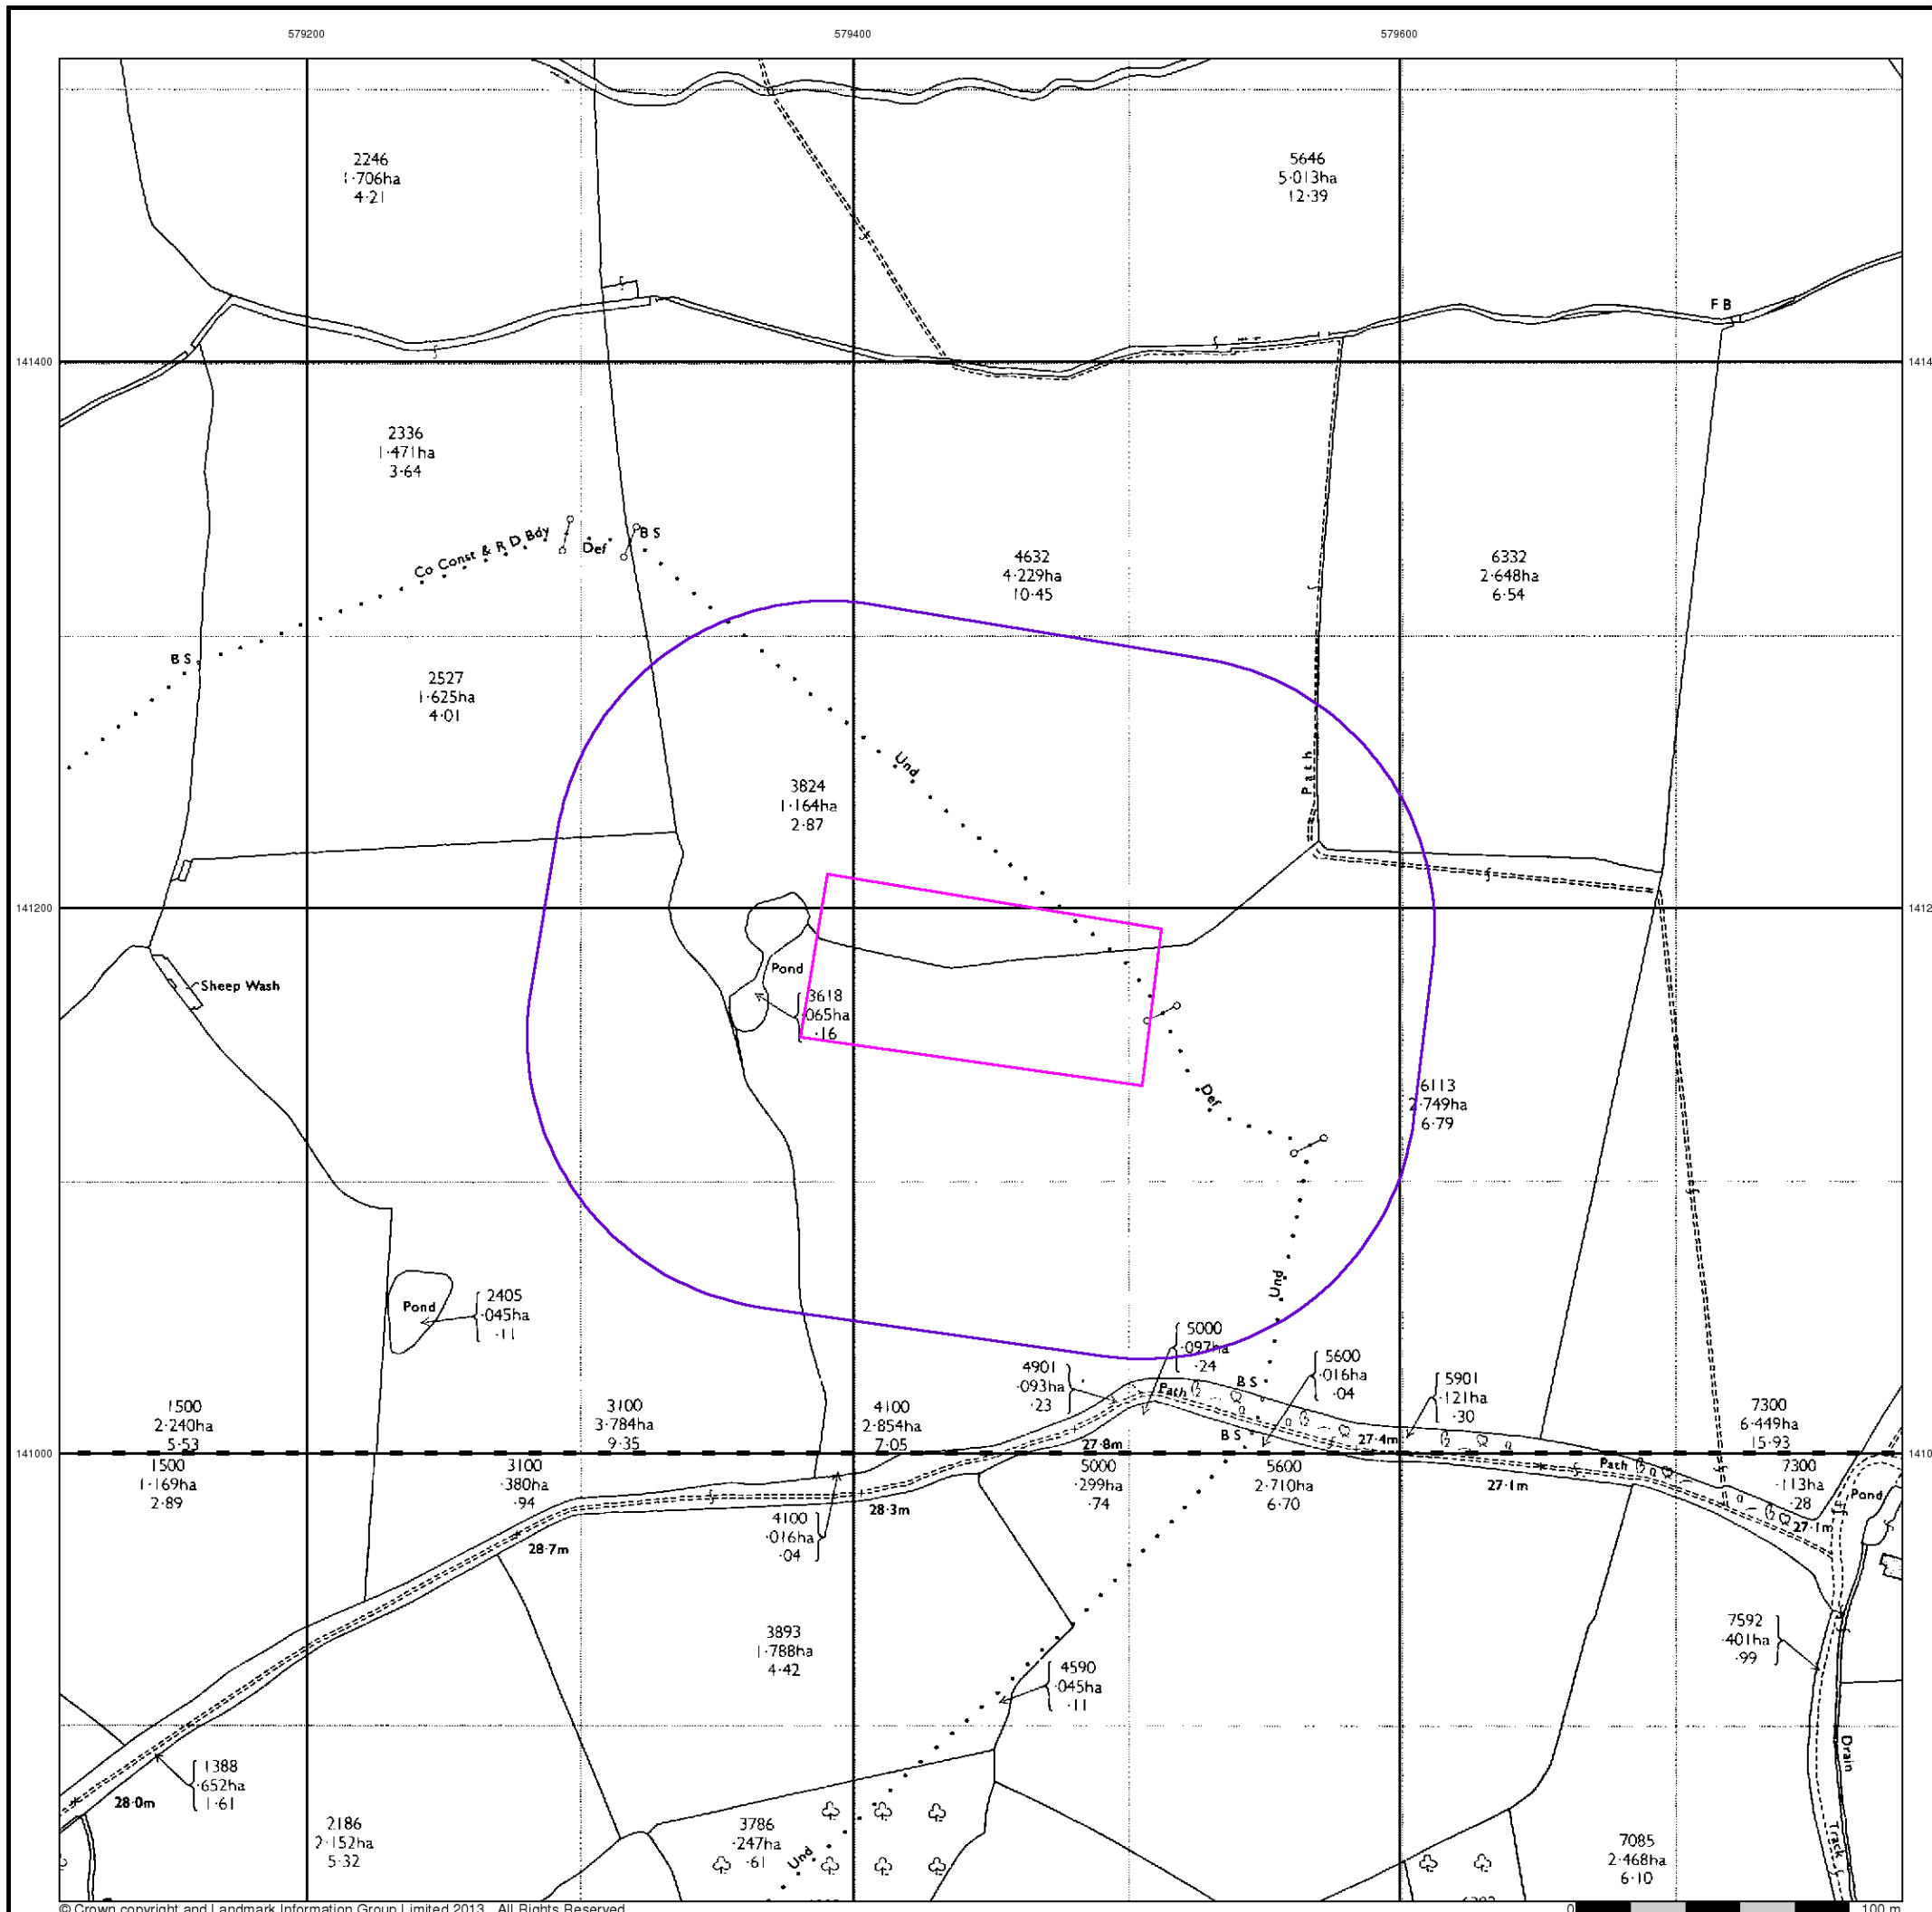 579200
579400
579600
2246
1·706ha
4·21
5646
5·013ha
12·39
F B
141400
2336
1·471ha
3·64
Co Const & R D Bdy
Def
B S
4632
4·229ha
10·45
6332
2·648ha
6·54
B S
2527
1·625ha
4·01
Und
Path
3824
1·164ha
2·87
141200
Pond
Sheep Wash
3618
·065ha
·16
6113
2·749ha
6·79
Def
Und
Pond
2405
·045ha
·11
5000
·097ha
·24
4901
·093ha
·23
Path
B S
5600
·016ha
·04
5901
·121ha
·30
1500
2·240ha
5·53
3100
3·784ha
9·35
4100
2·854ha
7·05
7300
6·449ha
15·93
27·8m
B S
27·4m
141000
1500
1·169ha
2·89
3100
·380ha
·94
5000
·299ha
·74
5600
2·710ha
6·70
27·1m
Path
7300
·113ha
·28
Pond
28·3m
4100
·016ha
·04
27·1m
28·7m
3893
1·788ha
4·42
7592
·401ha
·99
4590
·045ha
·11
1388
·652ha
1·61
28·0m
Drain
2186
2·152ha
5·32
3786
·247ha
·61
Und
7085
2·468ha
6·10
Track
© Crown copyright and Landmark Information Group Limited 2013. All Rights Reserved.
0
100 m